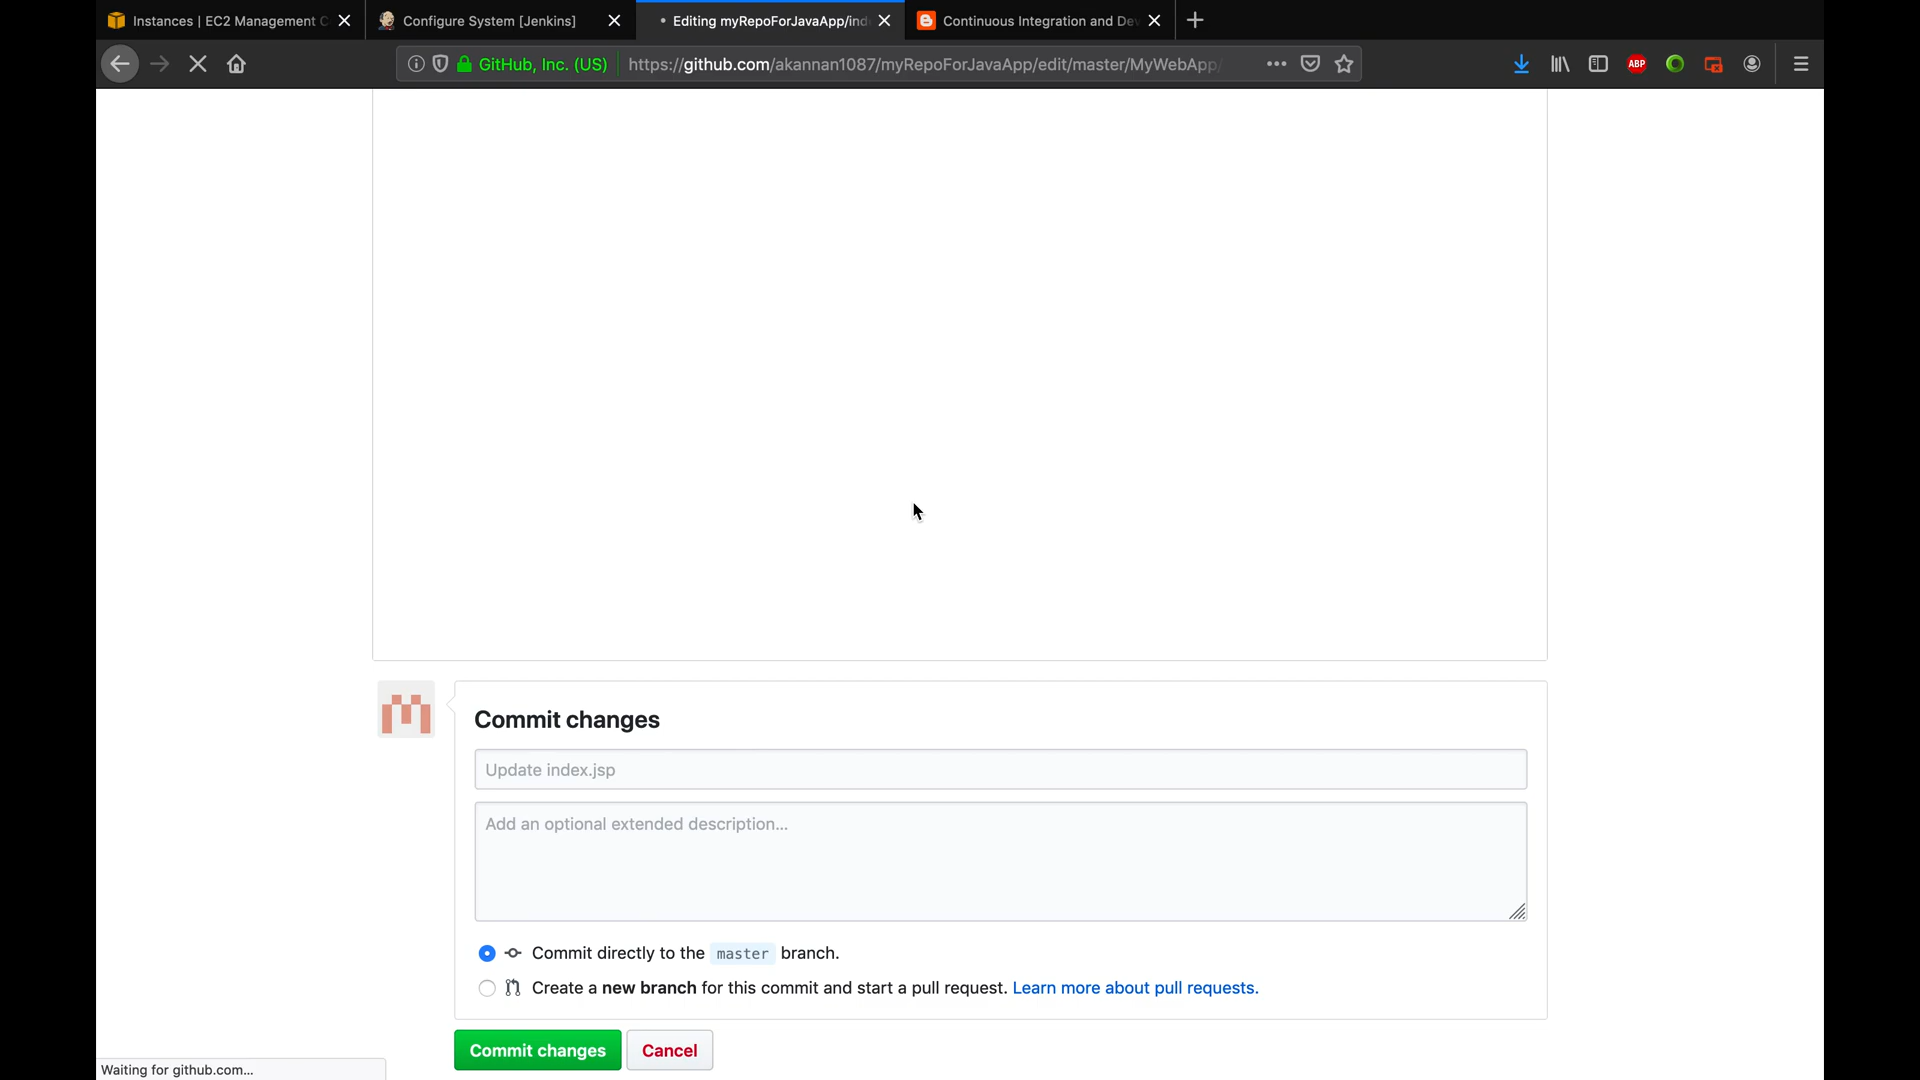 Instances | EC2 Management C
Configure System [Jenkins]
Editing myRepoForJavaApp/ind
Continuous Integration and Dev
GitHub, Inc. (US)
https://github.com/akannan1087/myRepoForJavaApp/edit/master/MyWebApp/
ABP
Commit changes
Update index.jsp
Add an optional extended description...
Commit directly to the master branch.
Create a new branch for this commit and start a pull request. Learn more about pull requests.
Commit changes
Cancel
Waiting for github.com...